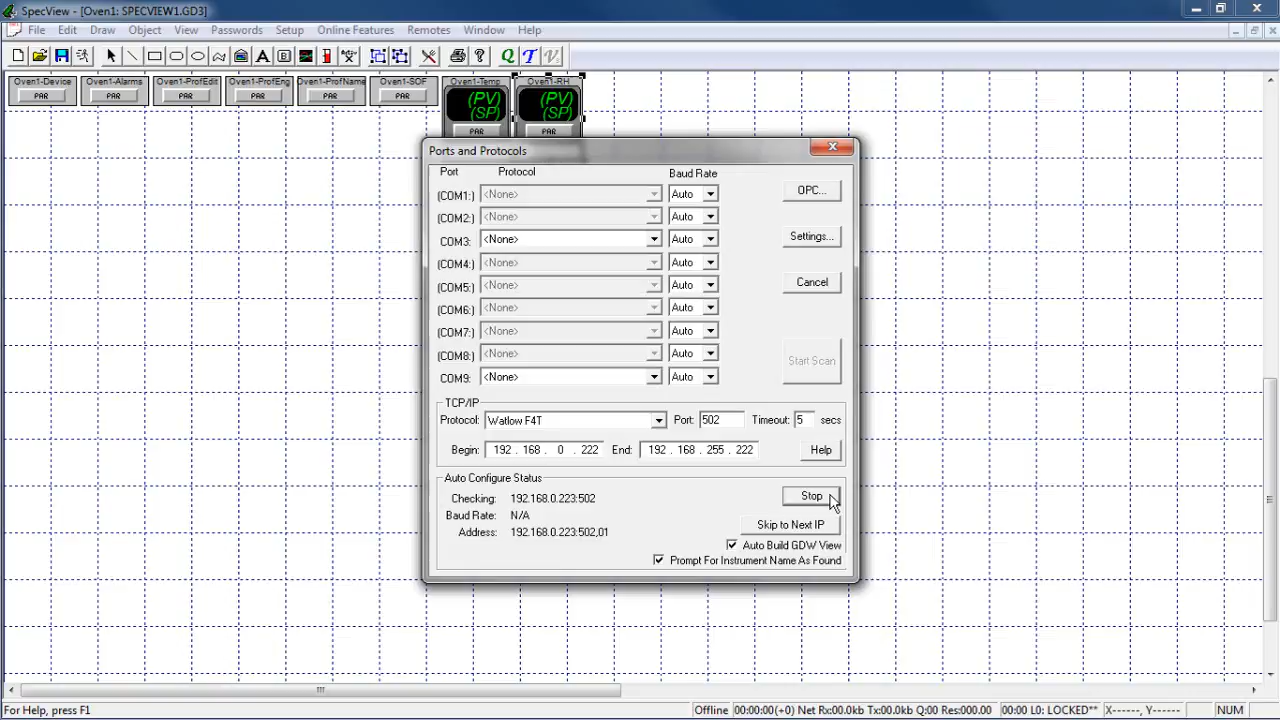 SpecView - [Oven1: SPECVIEW1.GD3]
File Edit Draw Object View Passwords Setup Online Features Remotes Window Help
Oven1-Device Oven1-Alarms Oven1-ProfEdit Oven1-ProfEng Oven1-ProfName Oven1-SOF Oven1-Temp Oven1-RH
PAR PAR PAR PAR PAR PAR (PV) (PV)
(SP) (SP)
PAR PAR
Ports and Protocols
Port Protocol Baud Rate
(COM1:) <None> Auto OPC...
(COM2:) <None> Auto
COM3: <None> Auto Settings...
(COM4:) <None> Auto
(COM5:) <None> Auto Cancel
(COM6:) <None> Auto
(COM7:) <None> Auto
(COM8:) <None> Auto Start Scan
COM9: <None> Auto
TCP/IP
Protocol: Watlow F4T Port: 502 Timeout: 5 secs
Begin: 192 . 168 . 0 . 222 End: 192 . 168 . 255 . 222 Help
Auto Configure Status
Checking: 192.168.0.223:502 Stop
Baud Rate: N/A
Skip to Next IP
Address: 192.168.0.223:502,01
Auto Build GDW View
Prompt For Instrument Name As Found
For Help, press F1 Offline 00:00:00(+0) Net Rx:00.0kb Tx:00.0kb Q:00 Res:000.00 00:00 L0: LOCKED** X------, Y------ NUM